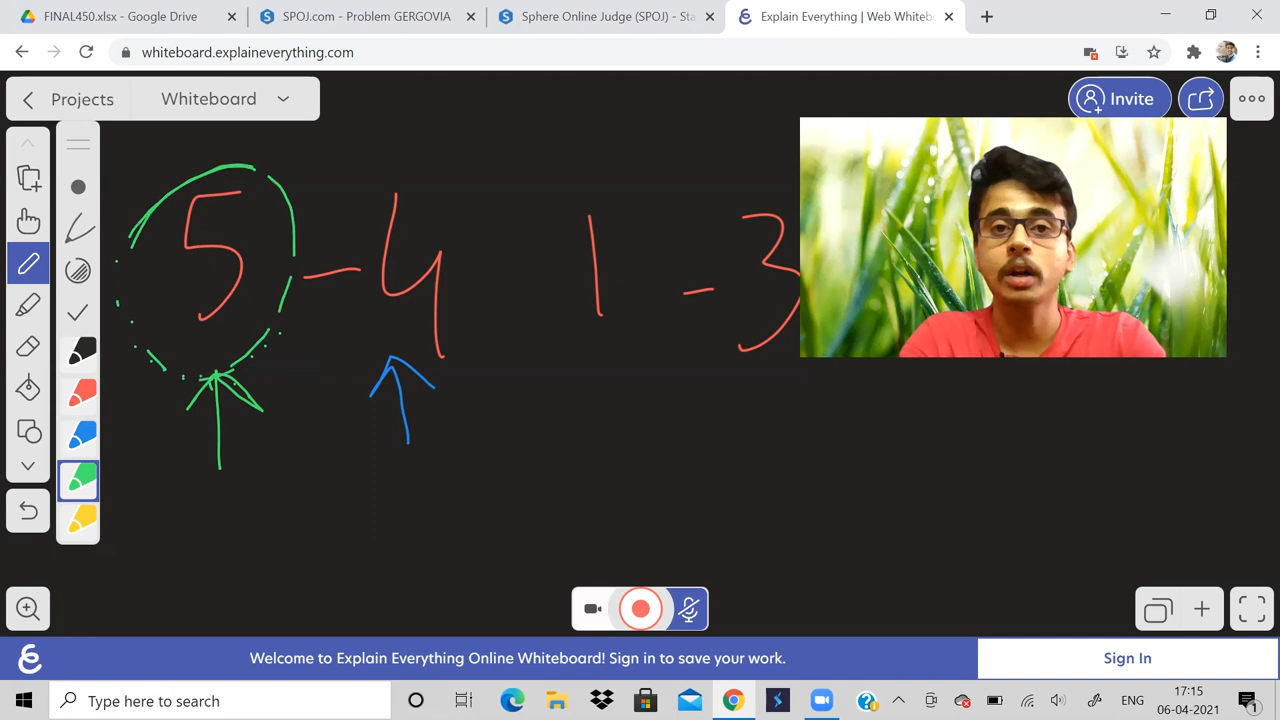 FINAL450.xlsx - Google Drive
SPOJ.com - Problem GERGOVIA
Sphere Online Judge (SPOJ) - Sta
Explain Everything | Web Whitebo
whiteboard.explaineverything.com
Projects
Whiteboard
Invite
5 -4 1 -3
Welcome to Explain Everything Online Whiteboard! Sign in to save your work.
Sign In
Type here to search
ENG
17:15
06-04-2021
1